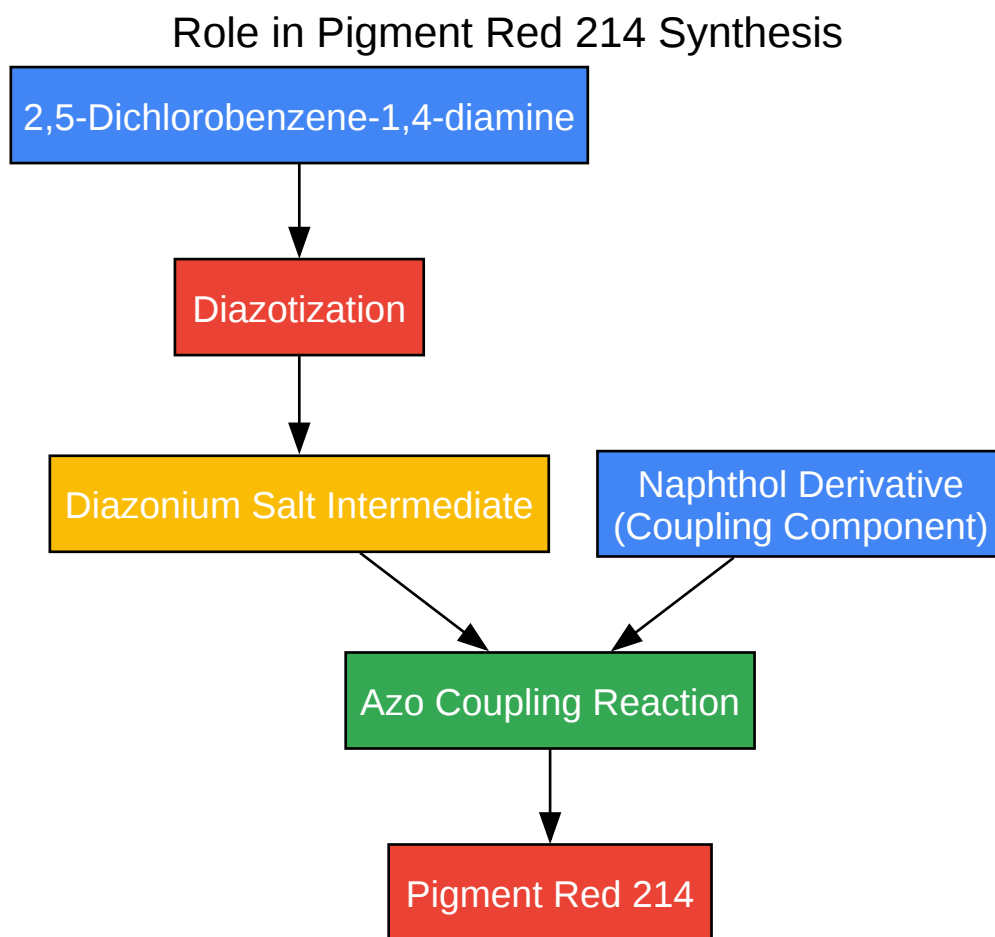 Role in Pigment Red 214 Synthesis
2,5-Dichlorobenzene-1,4-diamine
Diazotization
Diazonium Salt Intermediate
Naphthol Derivative
(Coupling Component)
Azo Coupling Reaction
Pigment Red 214